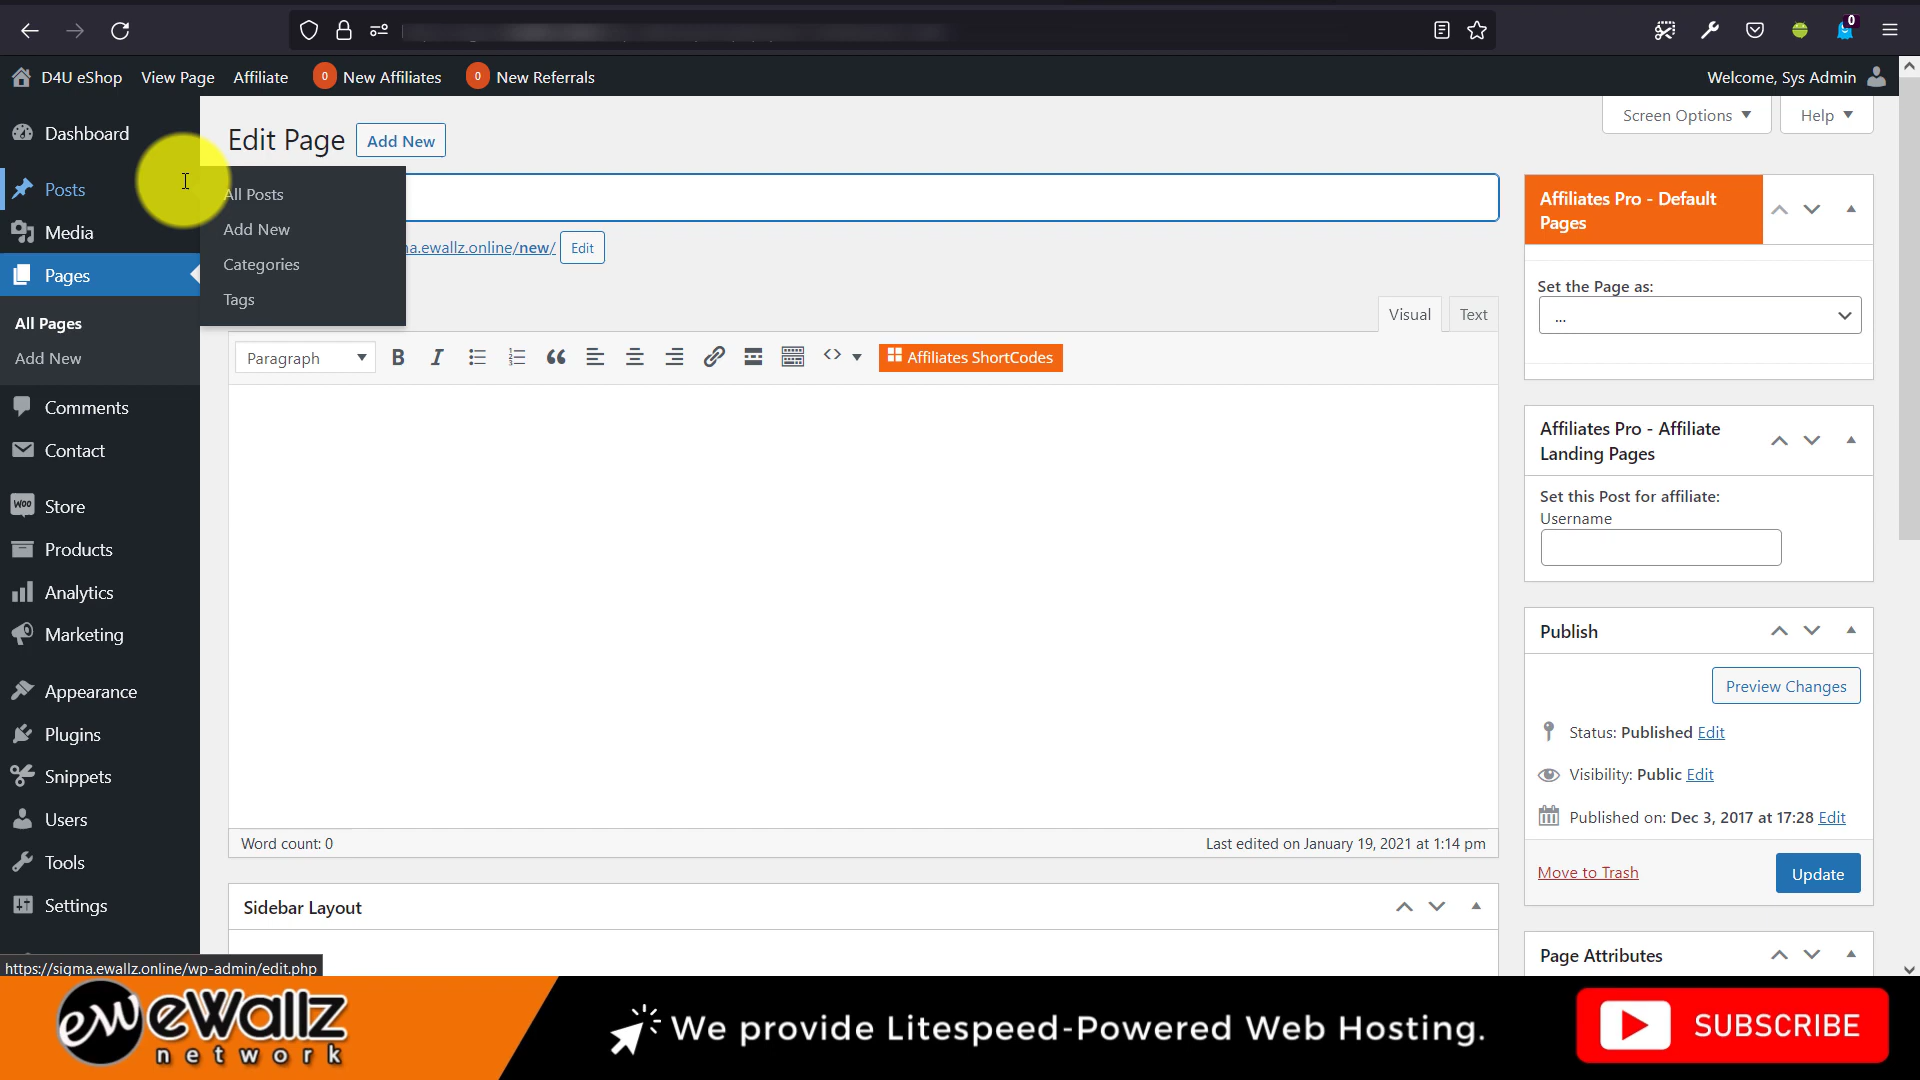 0
D4U eShop View Page Affiliate 0 New Affiliates 0 New Referrals Welcome, Sys Admin
Screen Options Help
Edit Page Add New
Dashboard
Posts
Media
Pages
All Pages
Add New
Comments
Contact
Woo Store
Products
Analytics
Marketing
Appearance
Plugins
Snippets
Users
Tools
Settings
All Posts
Add New
Categories
Tags
a.ewallz.online/new/ Edit
Visual Text
Paragraph B I Affiliates ShortCodes
Word count: 0 Last edited on January 19, 2021 at 1:14 pm
Sidebar Layout
Affiliates Pro - Default
Pages
Set the Page as:
...
Affiliates Pro - Affiliate
Landing Pages
Set this Post for affiliate:
Username
Publish
Preview Changes
Status: Published Edit
Visibility: Public Edit
Published on: Dec 3, 2017 at 17:28 Edit
Move to Trash Update
Page Attributes
https://sigma.ewallz.online/wp-admin/edit.php
ew eWallz
network
We provide Litespeed-Powered Web Hosting.
SUBSCRIBE